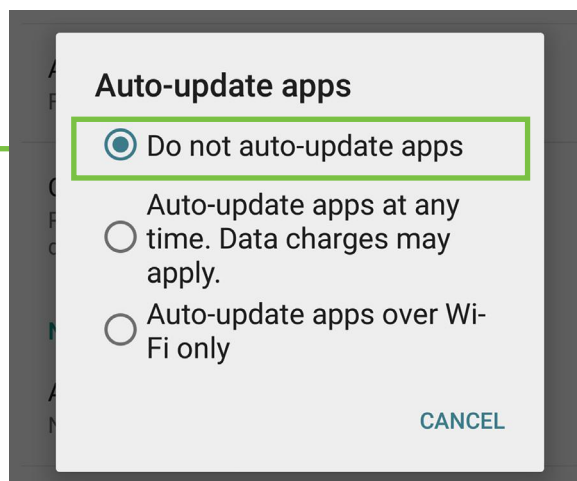 Auto-update apps
Do not auto-update apps
Auto-update apps at any
time. Data charges may
apply.
Auto-update apps over Wi-
Fi only
CANCEL